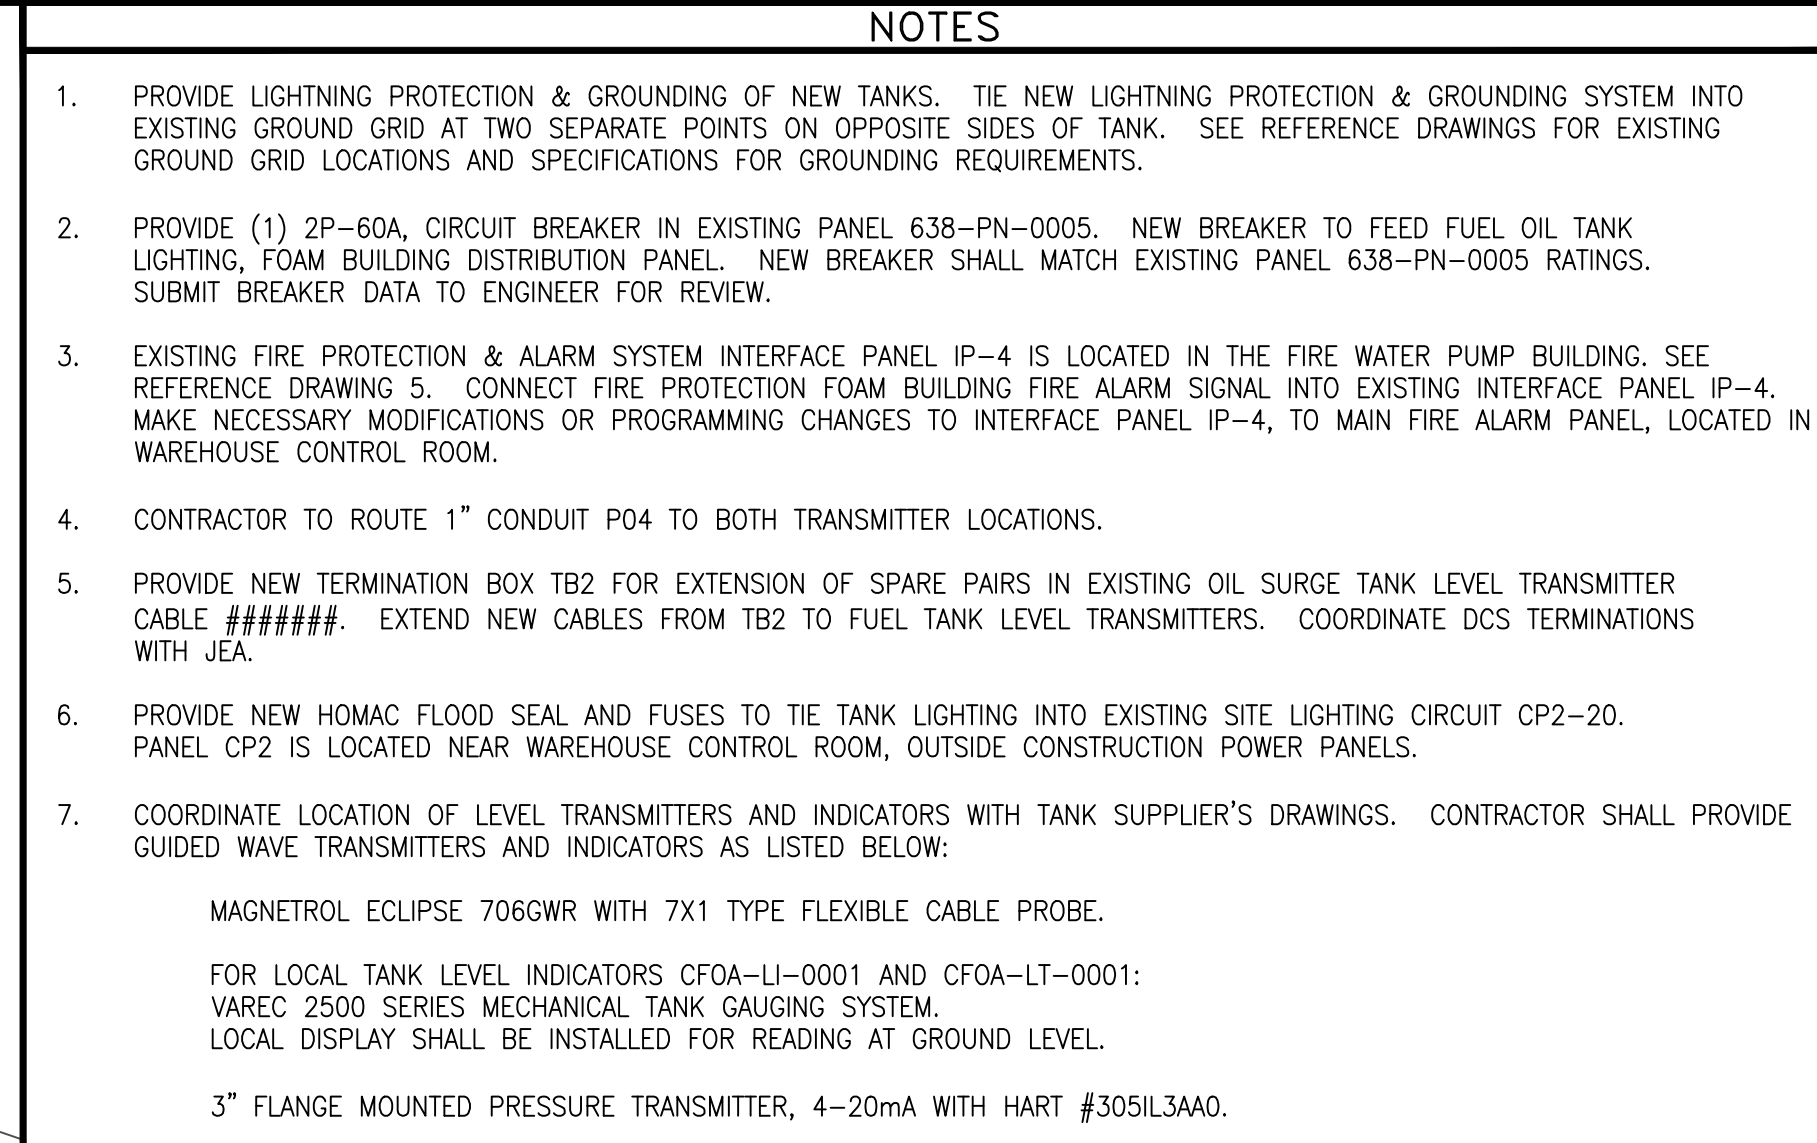 NOTES
1. PROVIDE LIGHTNING PROTECTION & GROUNDING OF NEW TANKS. TIE NEW LIGHTNING PROTECTION & GROUNDING SYSTEM INTO
EXISTING GROUND GRID AT TWO SEPARATE POINTS ON OPPOSITE SIDES OF TANK. SEE REFERENCE DRAWINGS FOR EXISTING
GROUND GRID LOCATIONS AND SPECIFICATIONS FOR GROUNDING REQUIREMENTS.
2. PROVIDE (1) 2P-60A, CIRCUIT BREAKER IN EXISTING PANEL 638-PN-0005. NEW BREAKER TO FEED FUEL OIL TANK
LIGHTING, FOAM BUILDING DISTRIBUTION PANEL. NEW BREAKER SHALL MATCH EXISTING PANEL 638-PN-0005 RATINGS.
SUBMIT BREAKER DATA TO ENGINEER FOR REVIEW.
3. EXISTING FIRE PROTECTION & ALARM SYSTEM INTERFACE PANEL IP-4 IS LOCATED IN THE FIRE WATER PUMP BUILDING. SEE
REFERENCE DRAWING 5. CONNECT FIRE PROTECTION FOAM BUILDING FIRE ALARM SIGNAL INTO EXISTING INTERFACE PANEL IP-4.
MAKE NECESSARY MODIFICATIONS OR PROGRAMMING CHANGES TO INTERFACE PANEL IP-4, TO MAIN FIRE ALARM PANEL, LOCATED IN
WAREHOUSE CONTROL ROOM.
4. CONTRACTOR TO ROUTE 1" CONDUIT P04 TO BOTH TRANSMITTER LOCATIONS.
5. PROVIDE NEW TERMINATION BOX TB2 FOR EXTENSION OF SPARE PAIRS IN EXISTING OIL SURGE TANK LEVEL TRANSMITTER
CABLE #######. EXTEND NEW CABLES FROM TB2 TO FUEL TANK LEVEL TRANSMITTERS. COORDINATE DCS TERMINATIONS
WITH JEA.
6. PROVIDE NEW HOMAC FLOOD SEAL AND FUSES TO TIE TANK LIGHTING INTO EXISTING SITE LIGHTING CIRCUIT CP2-20.
PANEL CP2 IS LOCATED NEAR WAREHOUSE CONTROL ROOM, OUTSIDE CONSTRUCTION POWER PANELS.
7. COORDINATE LOCATION OF LEVEL TRANSMITTERS AND INDICATORS WITH TANK SUPPLIER'S DRAWINGS. CONTRACTOR SHALL PROVIDE
GUIDED WAVE TRANSMITTERS AND INDICATORS AS LISTED BELOW:
MAGNETROL ECLIPSE 706GWR WITH 7X1 TYPE FLEXIBLE CABLE PROBE.
FOR LOCAL TANK LEVEL INDICATORS CFOA-LI-0001 AND CFOA-LT-0001:
VAREC 2500 SERIES MECHANICAL TANK GAUGING SYSTEM.
LOCAL DISPLAY SHALL BE INSTALLED FOR READING AT GROUND LEVEL.
3" FLANGE MOUNTED PRESSURE TRANSMITTER, 4-20mA WITH HART #305IL3AA0.